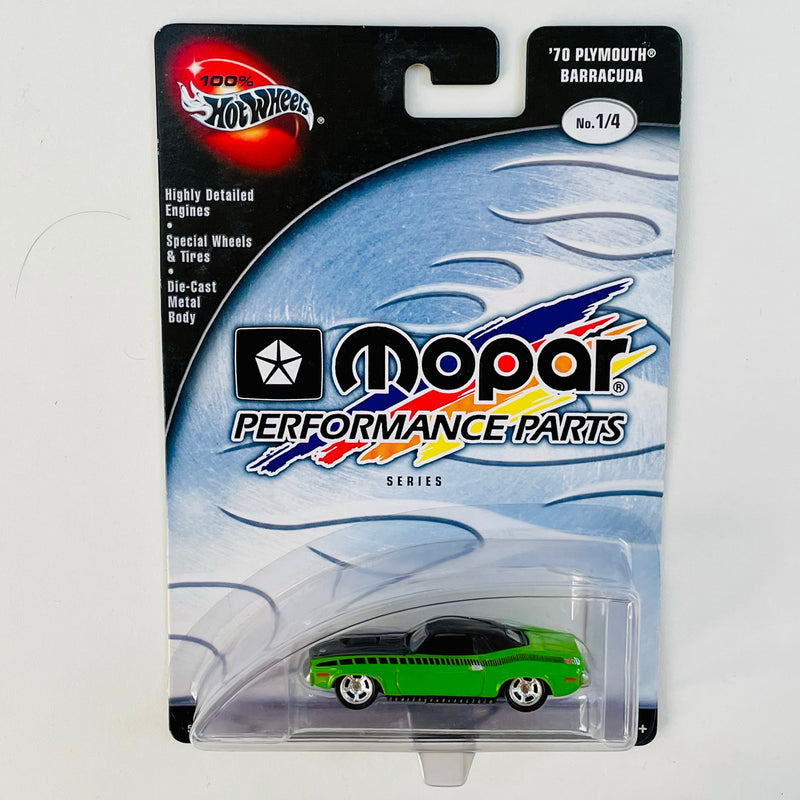 100%
Hot Wheels®
'70 PLYMOUTH®
BARRACUDA
No.1/4
Highly Detailed
Engines
•
Special Wheels
& Tires
•
Die-Cast
Metal
Body
mopar®
PERFORMANCE PARTS
SERIES